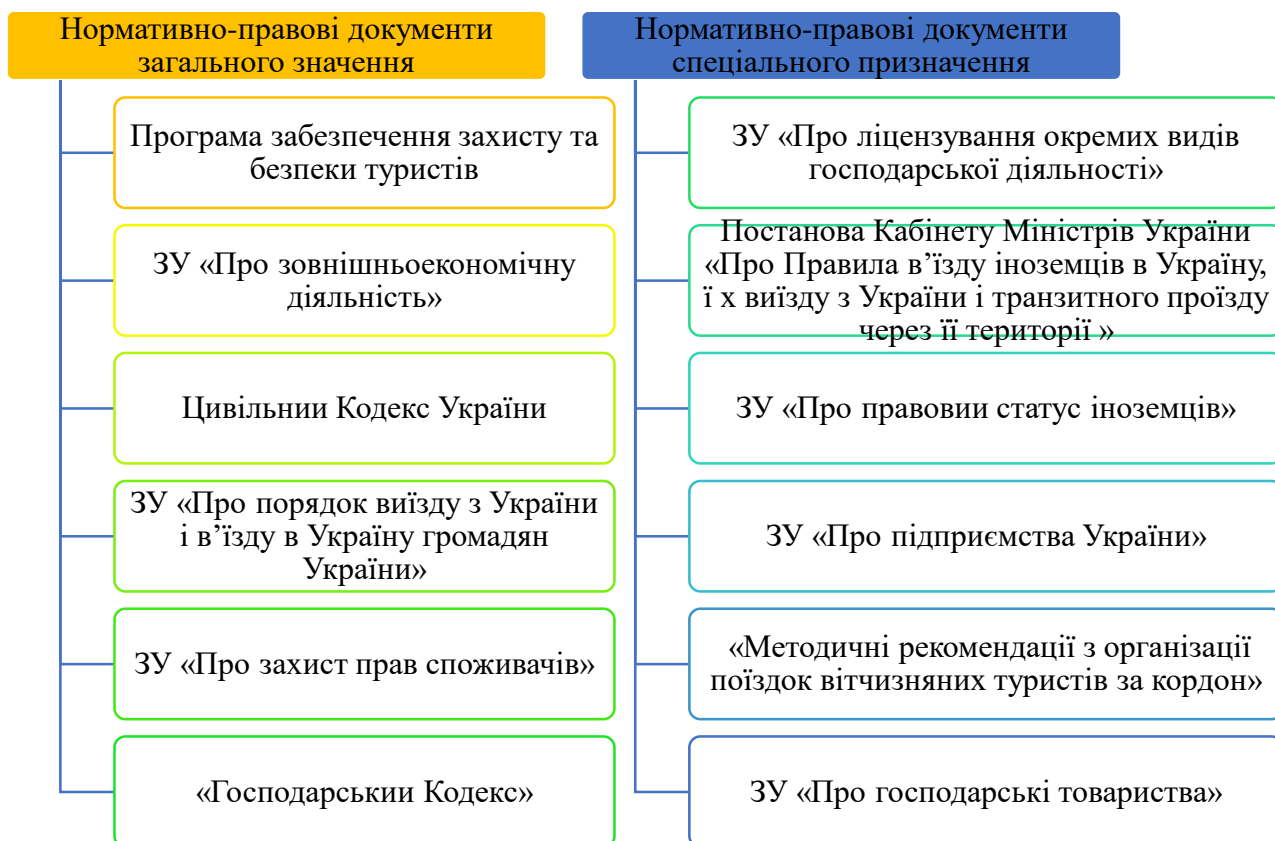 Нормативно-правові документи
загального значення
Програма забезпечення захисту та
безпеки туристів
ЗУ «Про зовнішньоекономічну
діяльність»
Цивільнии Кодекс України
ЗУ «Про порядок виїзду з України
і в’їзду в Україну громадян
України»
ЗУ «Про захист прав споживачів»
«Господарськии Кодекс»
Нормативно-правові документи
спеціального призначення
ЗУ «Про ліцензування окремих видів
господарської діяльності»
Постанова Кабінету Міністрів України
«Про Правила в’їзду іноземців в Україну,
ї х виїзду з України і транзитного проїзду
через її території »
ЗУ «Про правовии статус іноземців»
ЗУ «Про підприємства України»
«Методичні рекомендації з організації
поїздок вітчизняних туристів за кордон»
ЗУ «Про господарські товариства»